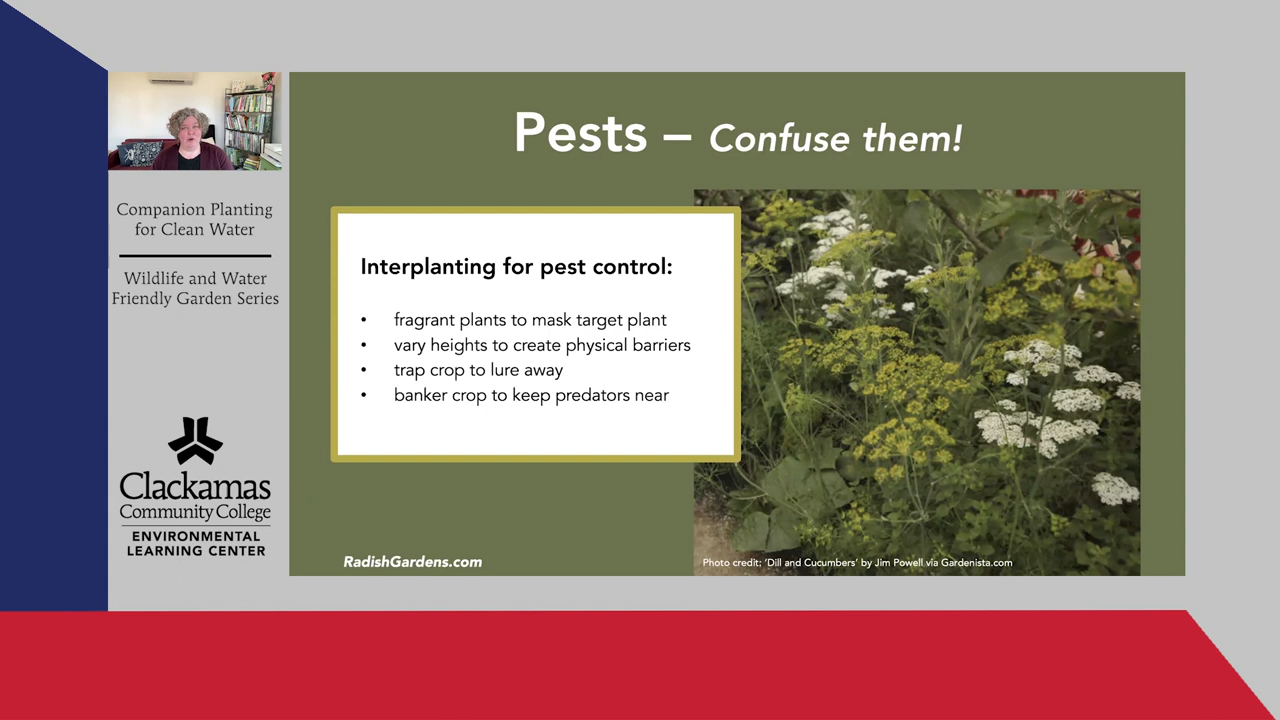 Companion Planting
for Clean Water
Wildlife and Water
Friendly Garden Series
Clackamas
Community College
ENVIRONMENTAL
LEARNING CENTER
Pests – Confuse them!
Interplanting for pest control:
• fragrant plants to mask target plant
• vary heights to create physical barriers
• trap crop to lure away
• banker crop to keep predators near
RadishGardens.com
Photo credit: ‘Dill and Cucumbers’ by Jim Powell via Gardenista.com